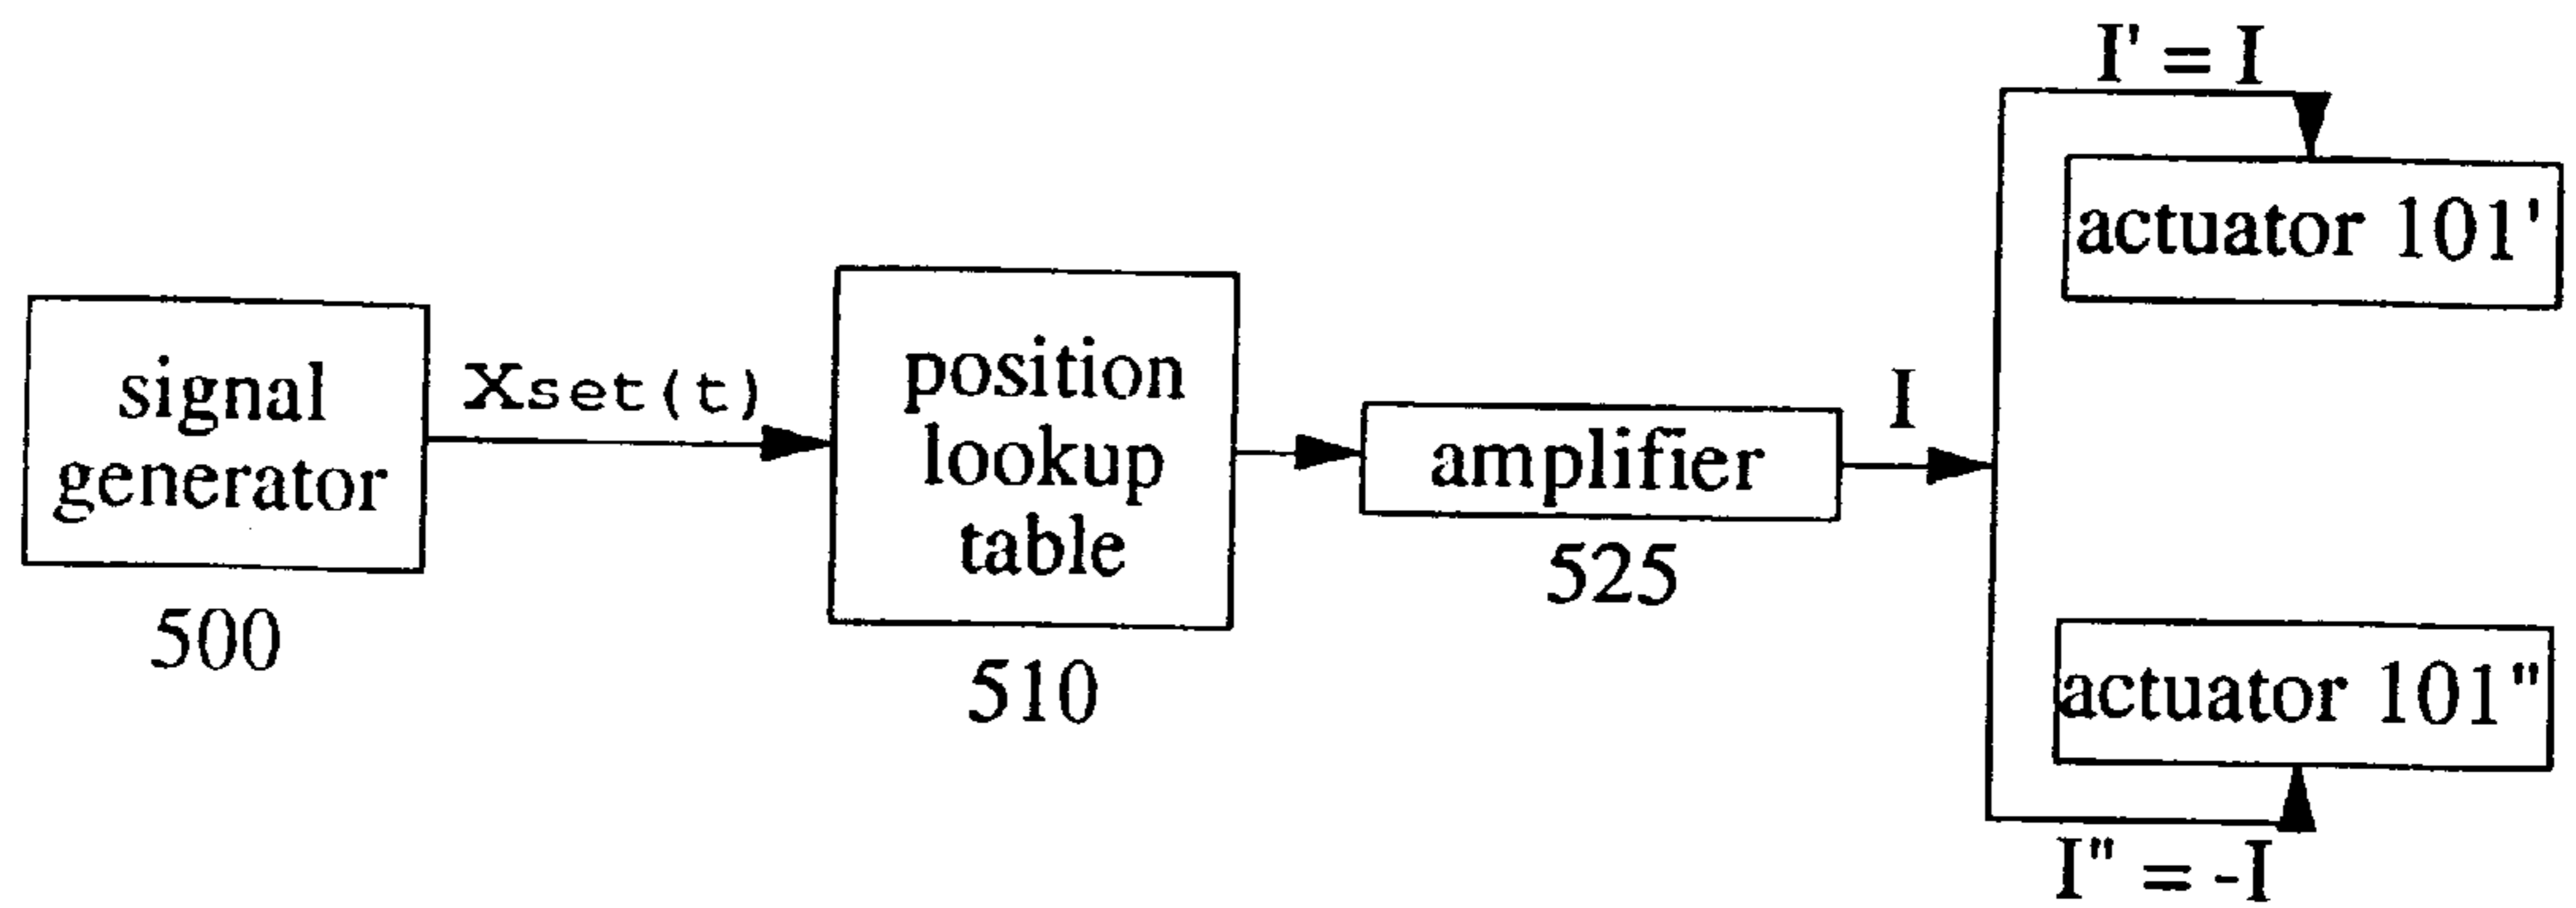 signal
generator
500
Xset(t)
position
lookup
table
510
amplifier
525
I
I' = I
actuator 101'
actuator 101"
I" = -I